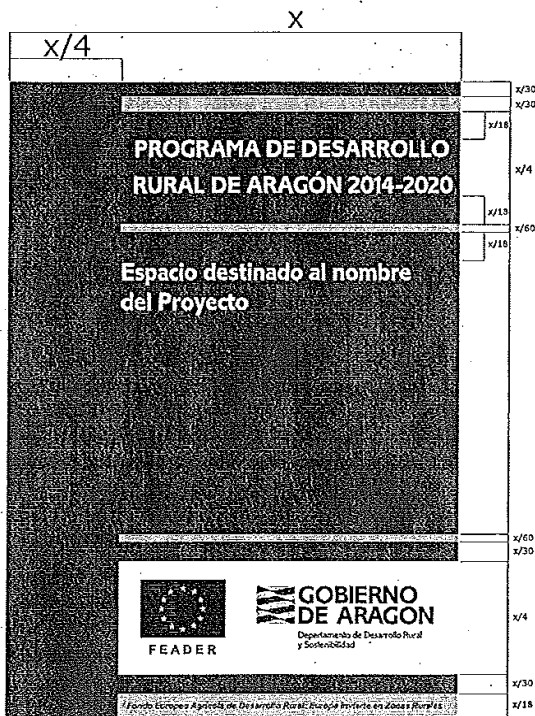 X
x/4
x/30
x/30
x/18
PROGRAMA DE DESARROLLO
RURAL DE ARAGÓN 2014-2020
x/4
x/13
x/60
x/18
Espacio destinado al nombre
del Proyecto
x/60
x/30
GOBIERNO
DE ARAGON
Departamento de Desarrollo Rural
y Sostenibilidad
FEADER
x/4
x/30
Fondo Europeo Agrícola de Desarrollo Rural: Europa invierte en Zonas Rurales
x/18